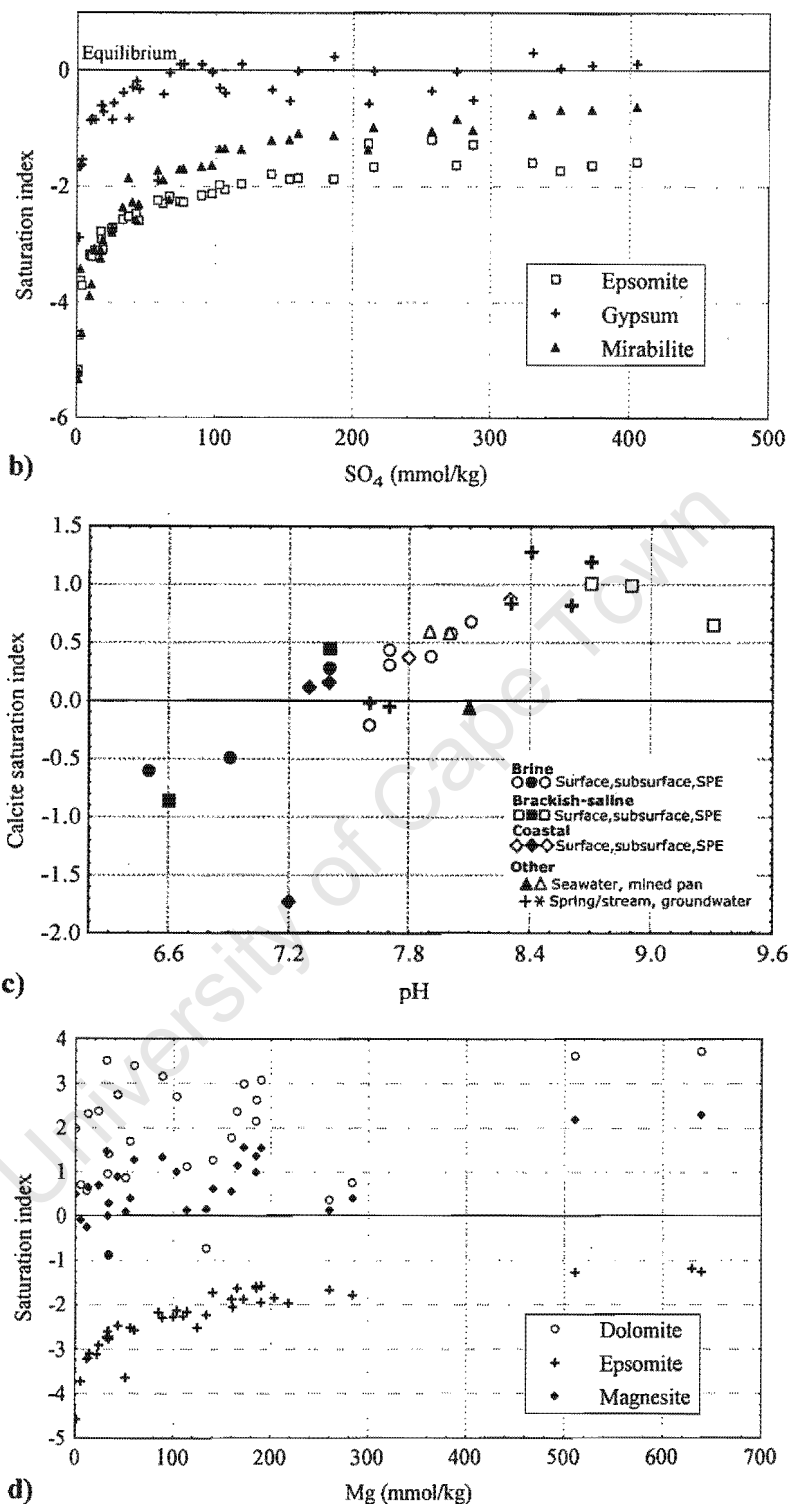 Equilibrium
0
-2
-4
-6
Saturation index
Epsomite
Gypsum
Mirabilite
0 100 200 300 400 500
b)
SO4 (mmol/kg)
1.5
1.0
0.5
0.0
-0.5
-1.0
-1.5
-2.0
Calcite saturation index
Brine
Surface,subsurface,SPE
Brackish-saline
Surface,subsurface,SPE
Coastal
Surface,subsurface,SPE
Other
Seawater, mined pan
Spring/stream, groundwater
6.6 7.2 7.8 8.4 9.0 9.6
c)
pH
4
3
2
1
0
-1
-2
-3
-4
-5
Saturation index
Dolomite
Epsomite
Magnesite
0 100 200 300 400 500 600 700
d)
Mg (mmol/kg)
University of Cape Town